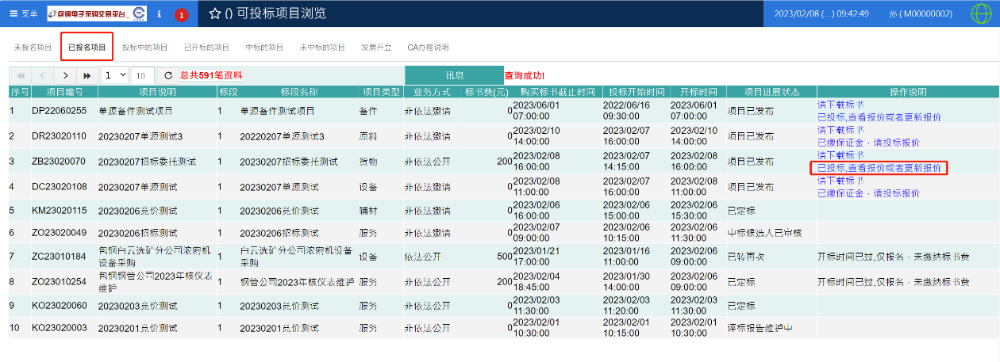 菜单 包钢电子采购交易平台 i 1 () 可投标项目浏览 2023/02/08 (...) 09:42:49 孙 ( M00000002)
未报名项目 已报名项目 投标中的项目 已开标的项目 中标的项目 未中标的项目 发票开立 CA办理说明
1 10 总共591笔资料 讯息 查询成功!
序号 项目编号 项目说明 标段 标段名称 项目类型 业务方式 标书费(元) 购买标书截止时间 投标开始时间 开标时间 项目进展状态 操作说明
1 DP22060255 单源备件测试项目 1 单源备件测试项目 备件 非依法邀请 0 2023/06/01 07:00:00 2022/06/16 09:30:00 2023/06/01 07:00:00 项目已发布 请下载标书
已投标,查看报价或者更新报价
2 DR23020110 20230207单源测试3 1 20220207单源测试3 原料 非依法邀请 0 2023/02/10 14:00:00 2023/02/07 16:00:00 2023/02/10 14:00:00 项目已发布 请下载标书
已缴保证金，请投标报价
3 ZB23020070 20230207招标委托测试 1 20230207招标委托测试 货物 非依法公开 200 2023/02/08 16:00:00 2023/02/07 14:15:00 2023/02/08 16:00:00 项目已发布 请下载标书
已投标,查看报价或者更新报价
4 DC23020108 20230207单源测试 1 20230207单源测试 设备 非依法邀请 0 2023/02/08 11:00:00 2023/02/07 16:00:00 2023/02/08 11:00:00 项目已发布 请下载标书
已缴保证金，请投标报价
5 KM23020115 20230206竞价测试 1 20230206竞价测试 辅材 非依法邀请 0 2023/02/06 16:00:00 2023/02/06 15:00:00 2023/02/06 15:30:00 已定标
6 ZO23020049 20230206招标测试 1 20230206招标测试 服务 非依法邀请 0 2023/02/07 09:00:00 2023/02/06 10:15:00 2023/02/06 11:30:00 中标候选人已审核
7 ZC23010184 包钢白云选矿分公司浓密机设备采购 1 白云选矿分公司浓密机设备采购 设备 依法公开 500 2023/01/21 17:00:00 2023/01/16 11:00:00 2023/02/06 09:00:00 已转再次 开标时间已过,仅报名，未缴纳标书费
8 ZO23010254 包钢钢管公司2023年核仪表维护 1 钢管公司2023年核仪表维护 服务 非依法公开 200 2023/02/04 18:45:00 2023/01/30 14:00:00 2023/02/06 09:00:00 已定标 开标时间已过,仅报名，未缴纳标书费
9 KO23020060 20230203竞价测试 1 20230203竞价测试 服务 非依法公开 0 2023/02/03 11:30:00 2023/02/03 11:20:00 2023/02/03 11:30:00 已定标
10 KO23020003 20230201竞价测试 1 20230201竞价测试 服务 非依法公开 0 2023/02/01 10:30:00 2023/02/01 10:15:00 2023/02/01 10:30:00 评标报告维护中